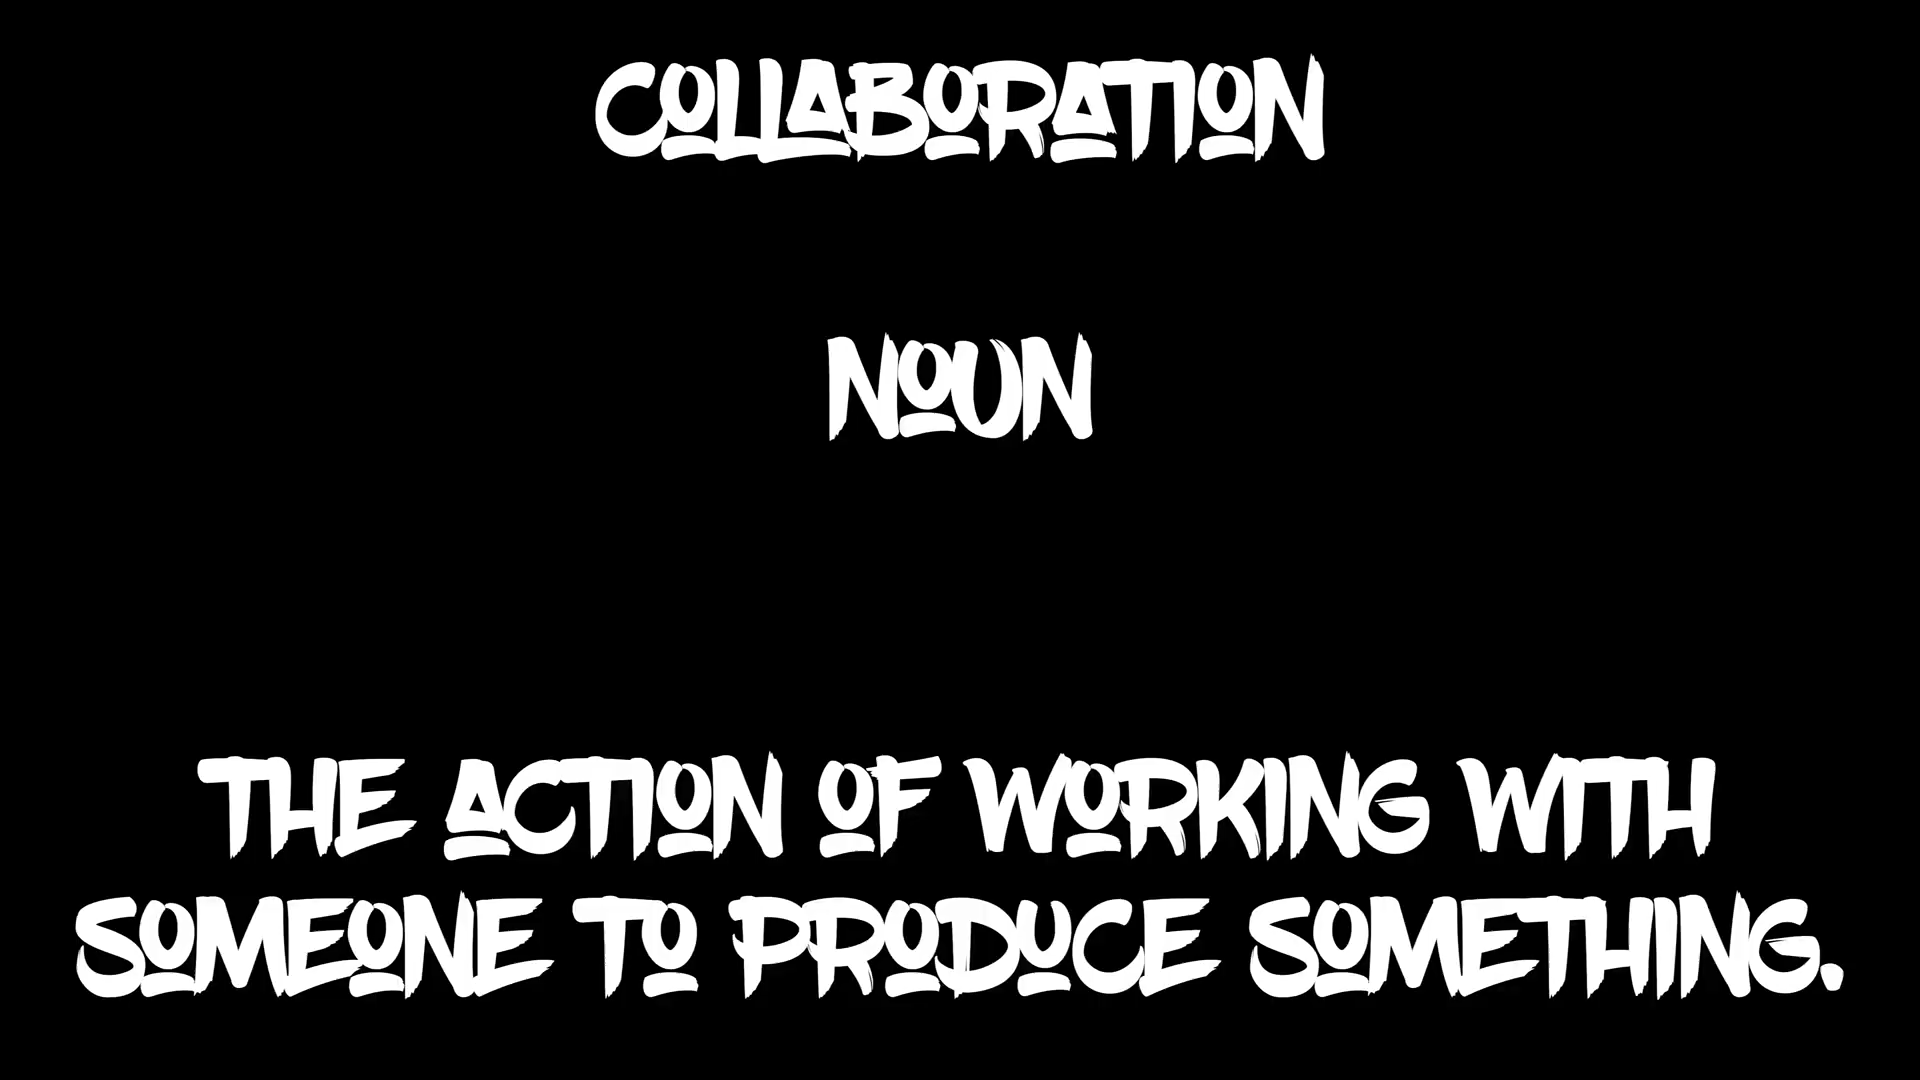 COLLABORATION
NOUN
THE ACTION OF WORKING WITH
SOMEONE TO PRODUCE SOMETHING.